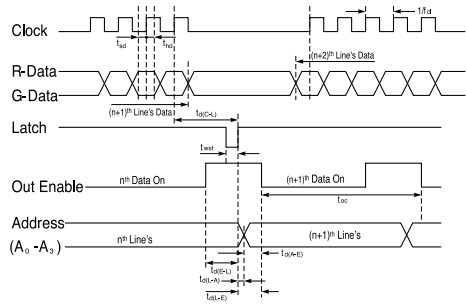 Clock
1/fcl
tsd
thd
R-Data
G-Data
(n+2)th Line's Data
(n+1)th Line's Data
td(C-L)
Latch
twst
Out Enable
nth Data On
(n+1)th Data On
toc
Address
(A0 -A3)
nth Line's
(n+1)th Line's
td(A-E)
td(E-L)
td(L-A)
td(L-E)